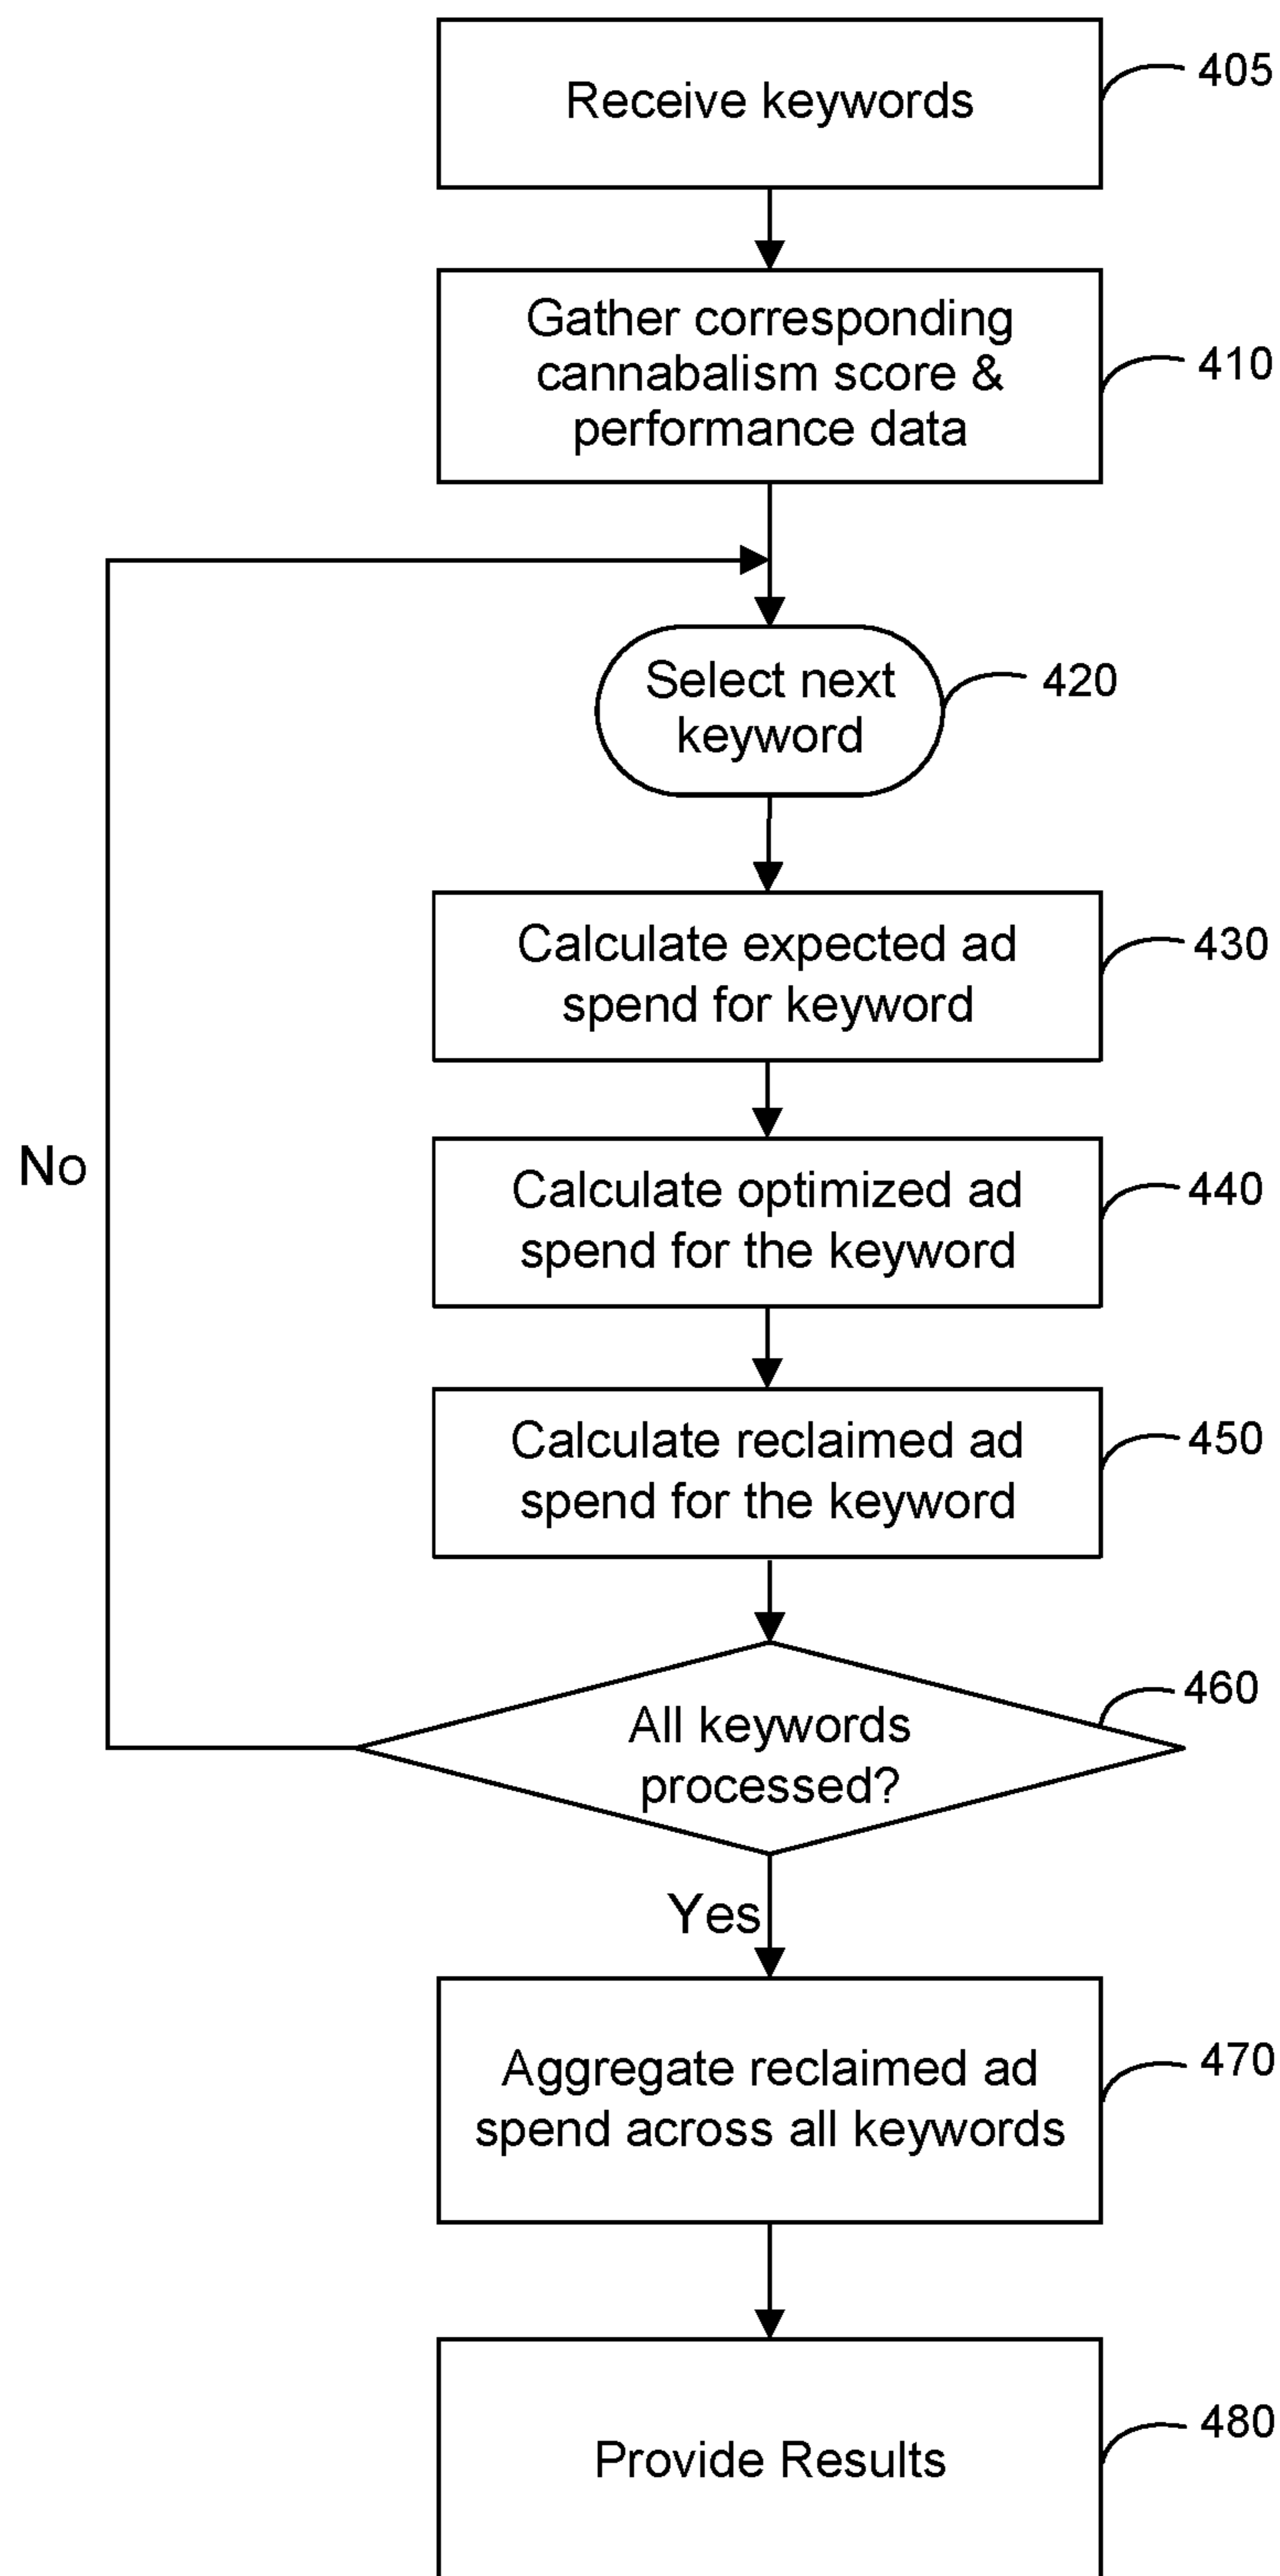 Receive keywords
405
Gather corresponding
cannabalism score &
performance data
410
Select next
keyword
420
Calculate expected ad
spend for keyword
430
No
Calculate optimized ad
spend for the keyword
440
Calculate reclaimed ad
spend for the keyword
450
All keywords
processed?
460
Yes
Aggregate reclaimed ad
spend across all keywords
470
Provide Results
480